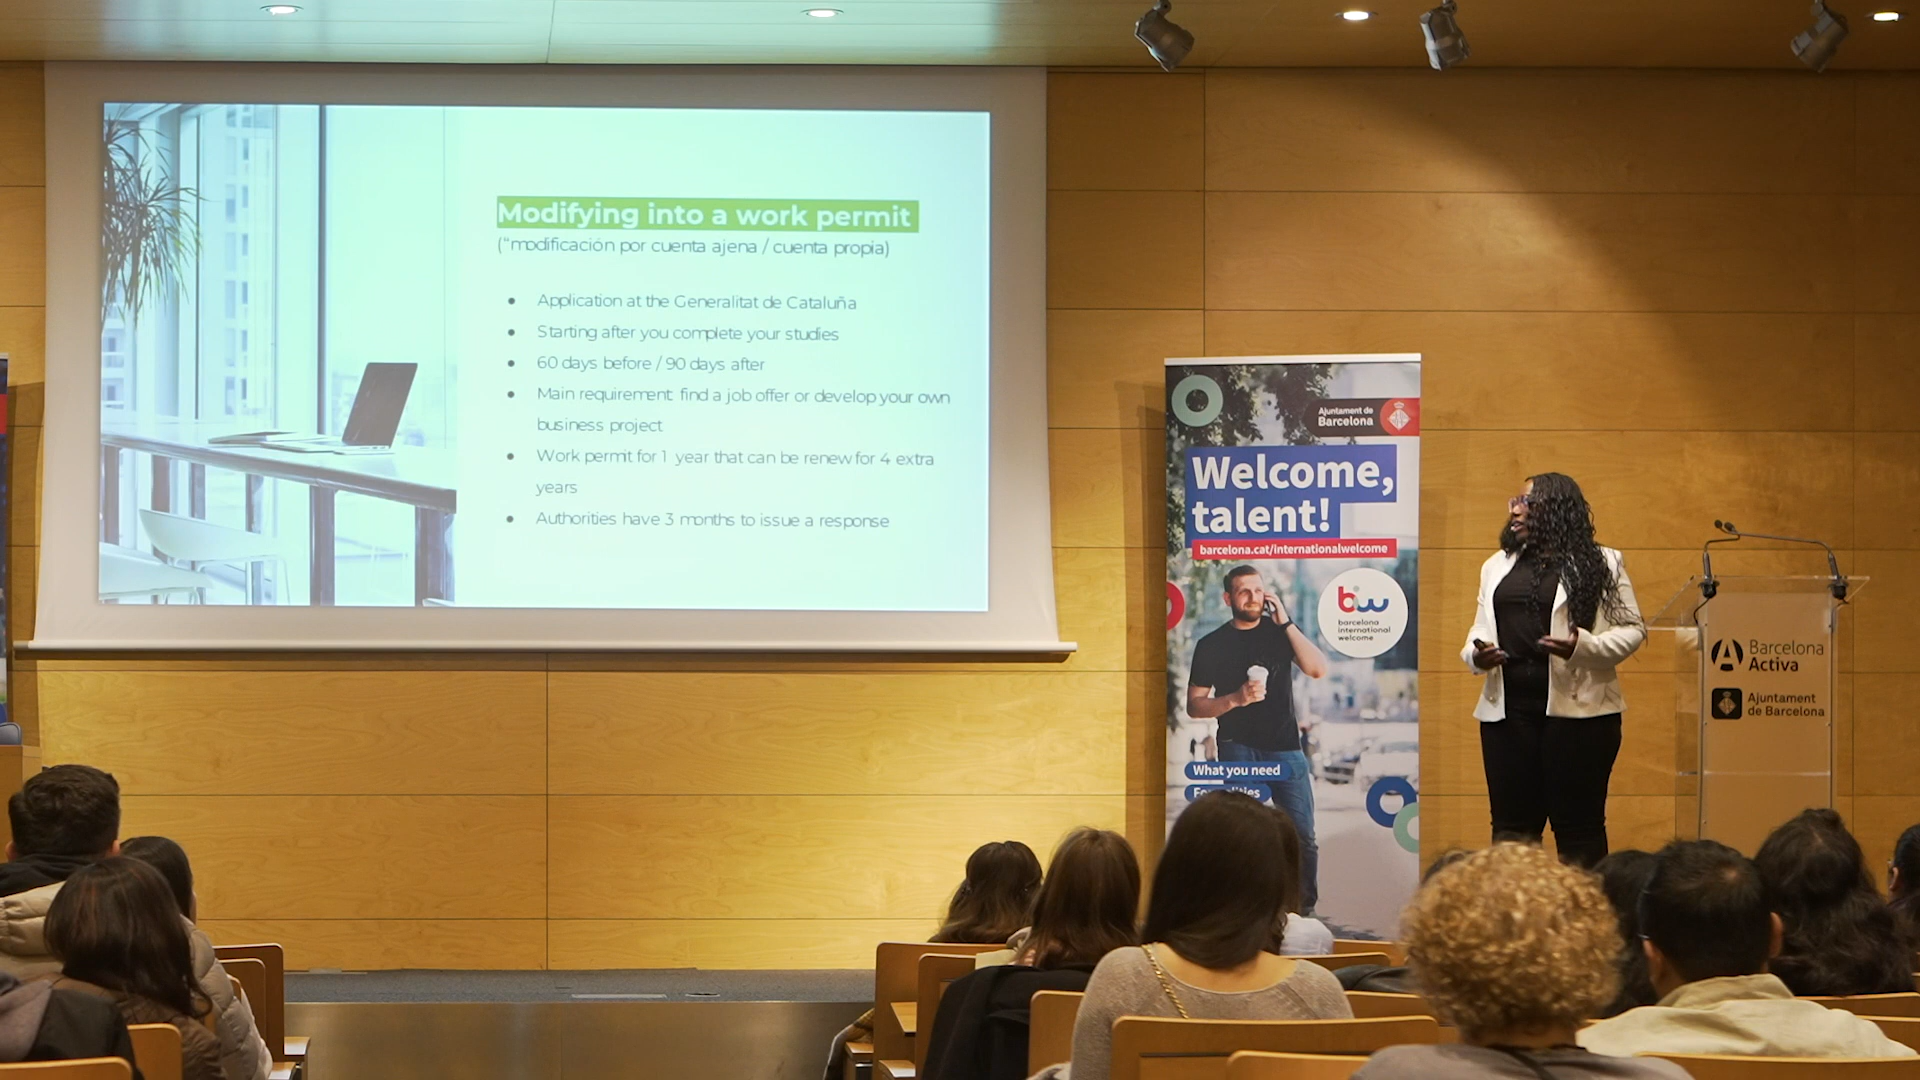 Modifying into a work permit
("modificación por cuenta ajena / cuenta propia)
• Application at the Generalitat de Cataluña
• Starting after you complete your studies
• 60 days before / 90 days after
• Main requirement: find a job offer or develop your own
business project
• Work permit for 1 year that can be renew for 4 extra
years
• Authorities have 3 months to issue a response
Ajuntament de
Barcelona
Welcome,
talent!
barcelona.cat/internationalwelcome
biw
barcelona
international
welcome
What you need
Barcelona
Activa
Ajuntament
de Barcelona